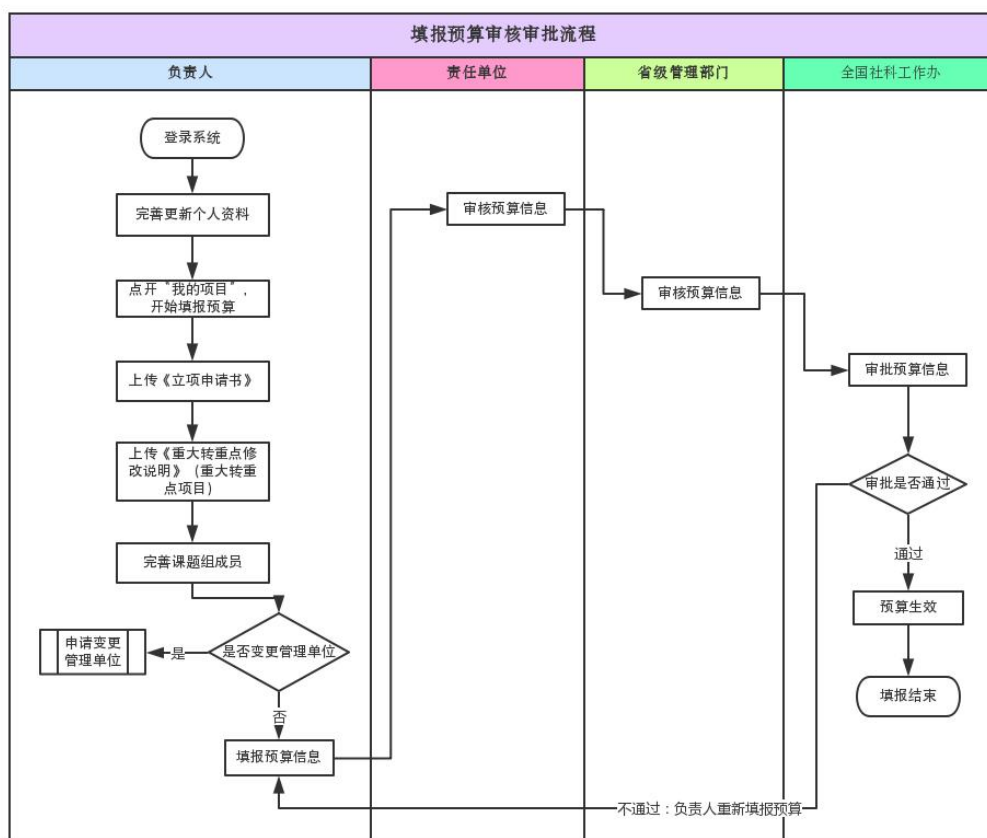 填报预算审核审批流程
负责人
责任单位
省级管理部门
全国社科工作办
登录系统
完善更新个人资料
点开“我的项目”，
开始填报预算
上传《立项申请书》
上传《重大转重点修
改说明》（重大转重
点项目）
完善课题组成员
是否变更管理单位
是
申请变更
管理单位
否
填报预算信息
审核预算信息
审核预算信息
审批预算信息
审批是否通过
通过
预算生效
填报结束
不通过：负责人重新填报预算